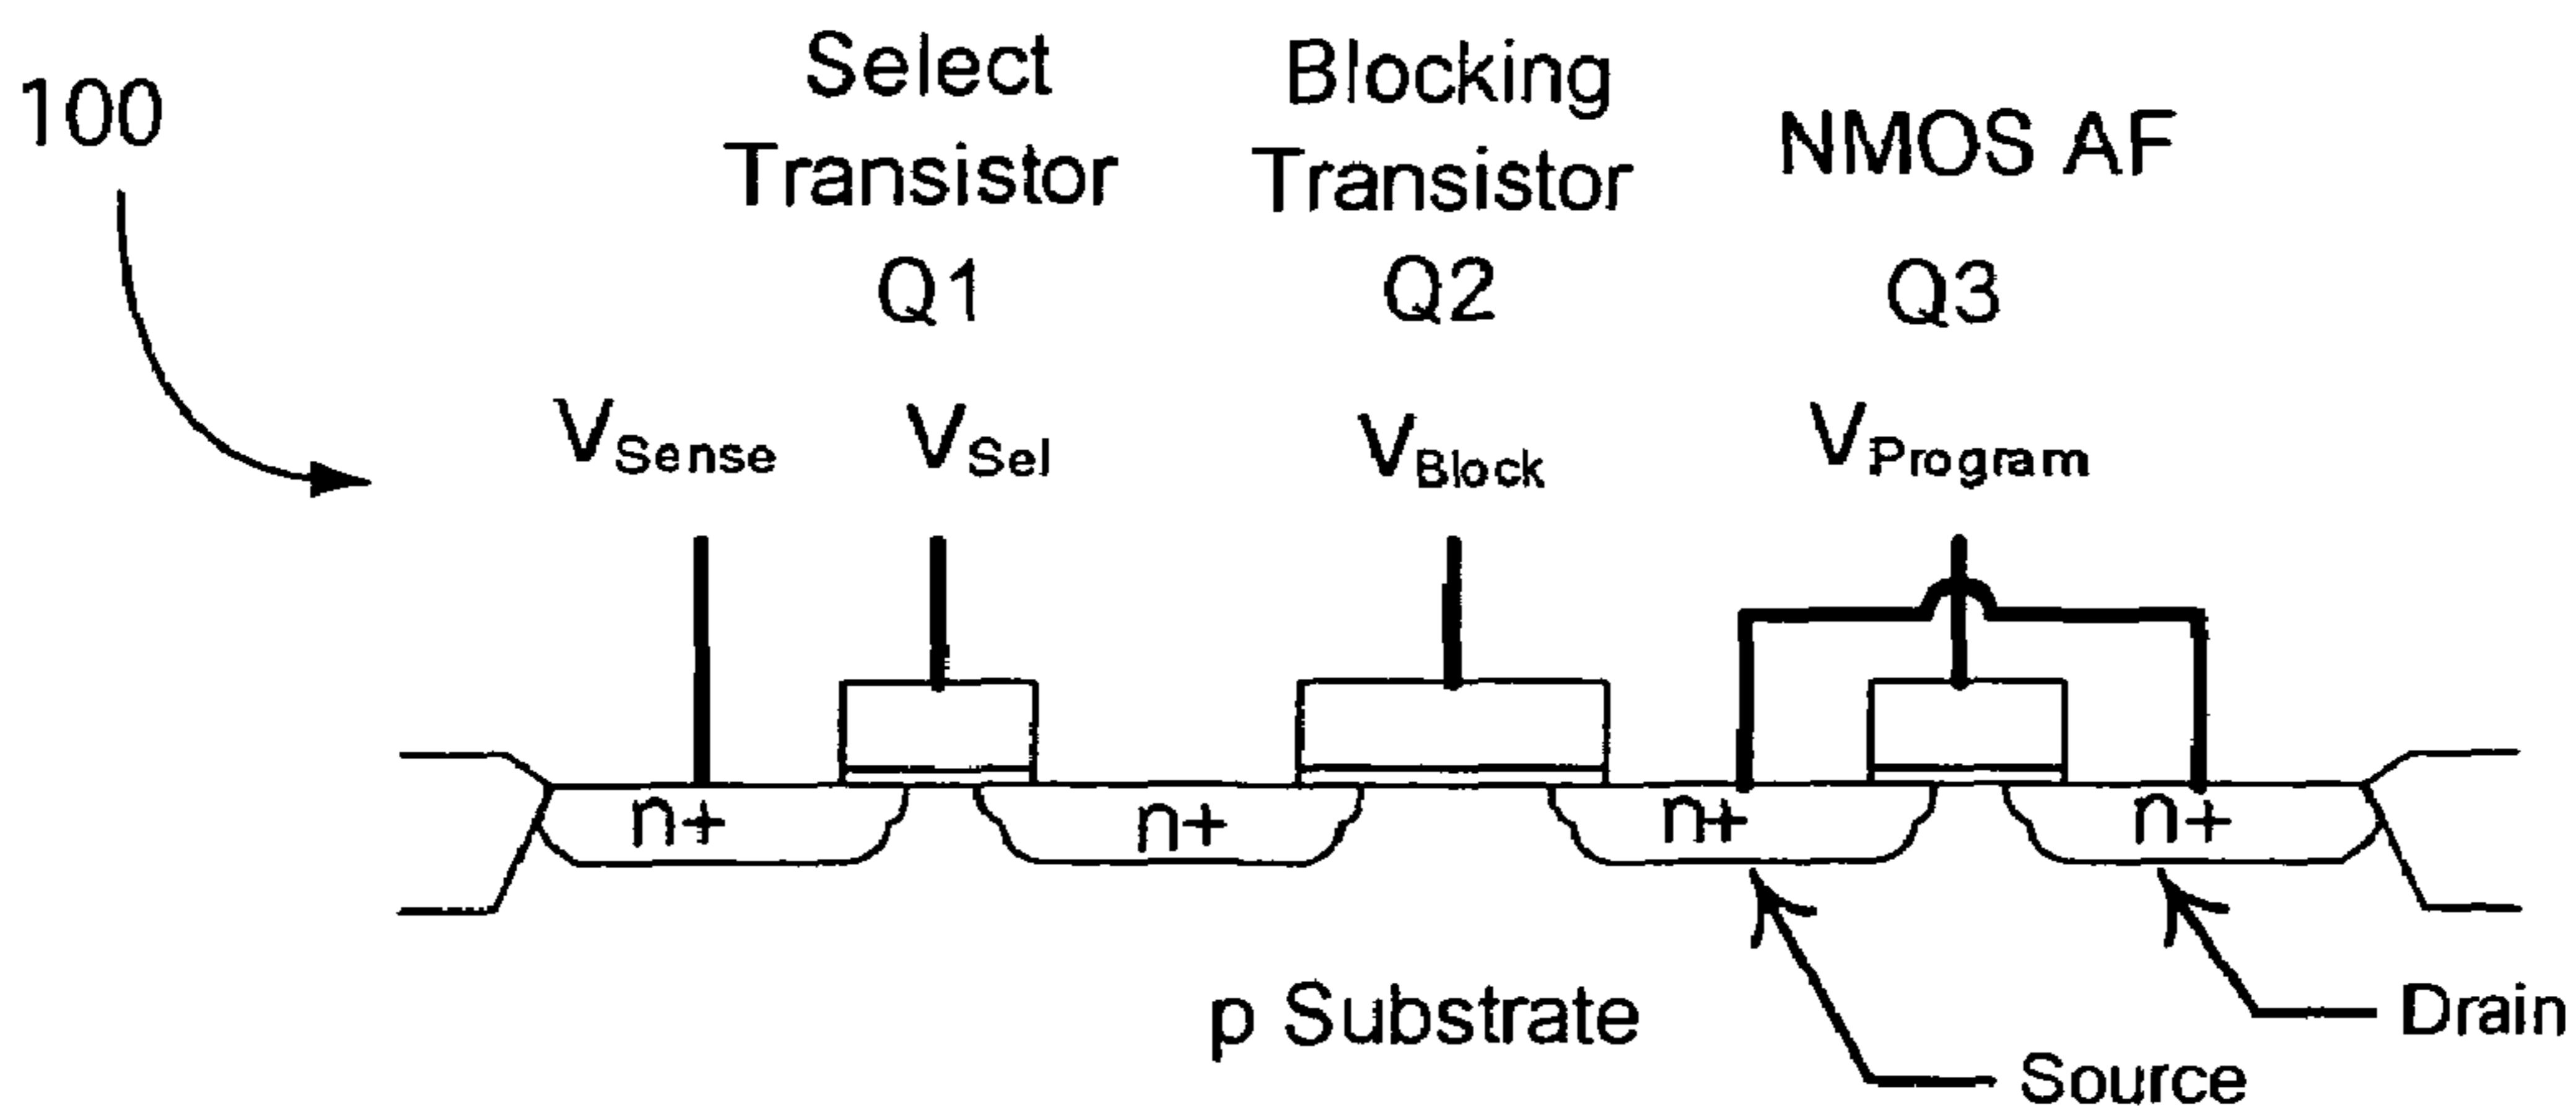 100
Select
Transistor
Q1
Blocking
Transistor
Q2
NMOS AF
Q3
VSense
VSel
VBlock
VProgram
n+
n+
n+
n+
p Substrate
Drain
Source